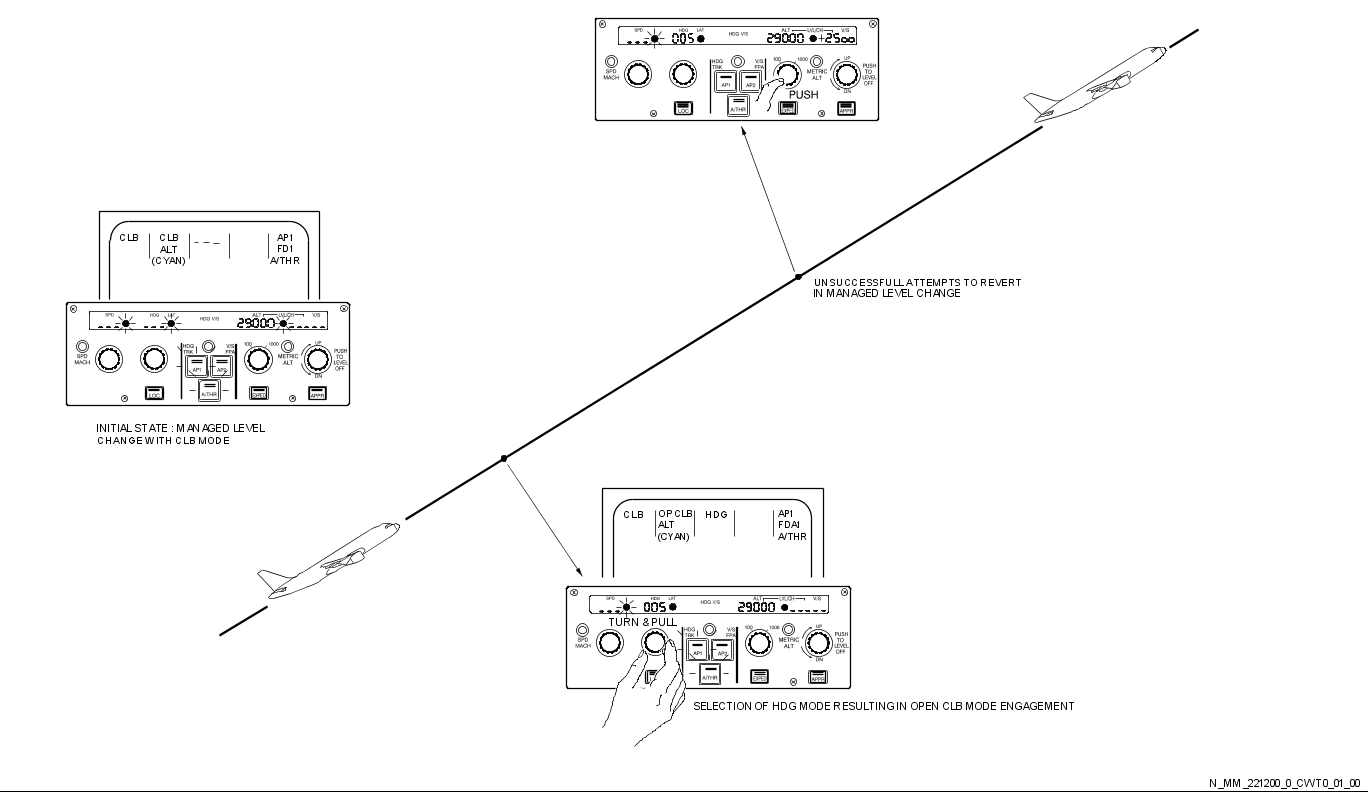 SPD HDG LAT HDG V/S ALT LVL/CH V/S
--- 005 29000 +2500
SPD
MACH
HDG
TRK
V/S
FPA
AP1 AP2
A/THR
100 1000
METRIC
ALT
UP
DN
PUSH
TO
LEVEL
OFF
PUSH
LOC EXPED APPR
UNSUCCESSFULL ATTEMPTS TO REVERT
IN MANAGED LEVEL CHANGE
CLB CLB --- AP1
ALT FD1
(CYAN) A/THR
SPD HDG LAT HDG V/S ALT LVL/CH V/S
--- --- 29000 -----
SPD
MACH
HDG
TRK
V/S
FPA
AP1 AP2
A/THR
100 1000
METRIC
ALT
UP
DN
PUSH
TO
LEVEL
OFF
LOC EXPED APPR
INITIAL STATE : MANAGED LEVEL
CHANGE WITH CLB MODE
CLB OP CLB HDG AP1
ALT FDA1
(CYAN) A/THR
SPD HDG LAT HDG V/S ALT LVL/CH V/S
--- 005 29000 -----
TURN & PULL
SPD
MACH
HDG
TRK
V/S
FPA
AP1 AP2
A/THR
100 1000
METRIC
ALT
UP
DN
PUSH
TO
LEVEL
OFF
EXPED APPR
SELECTION OF HDG MODE RESULTING IN OPEN CLB MODE ENGAGEMENT
N_MM_221200_0_CWT0_01_00